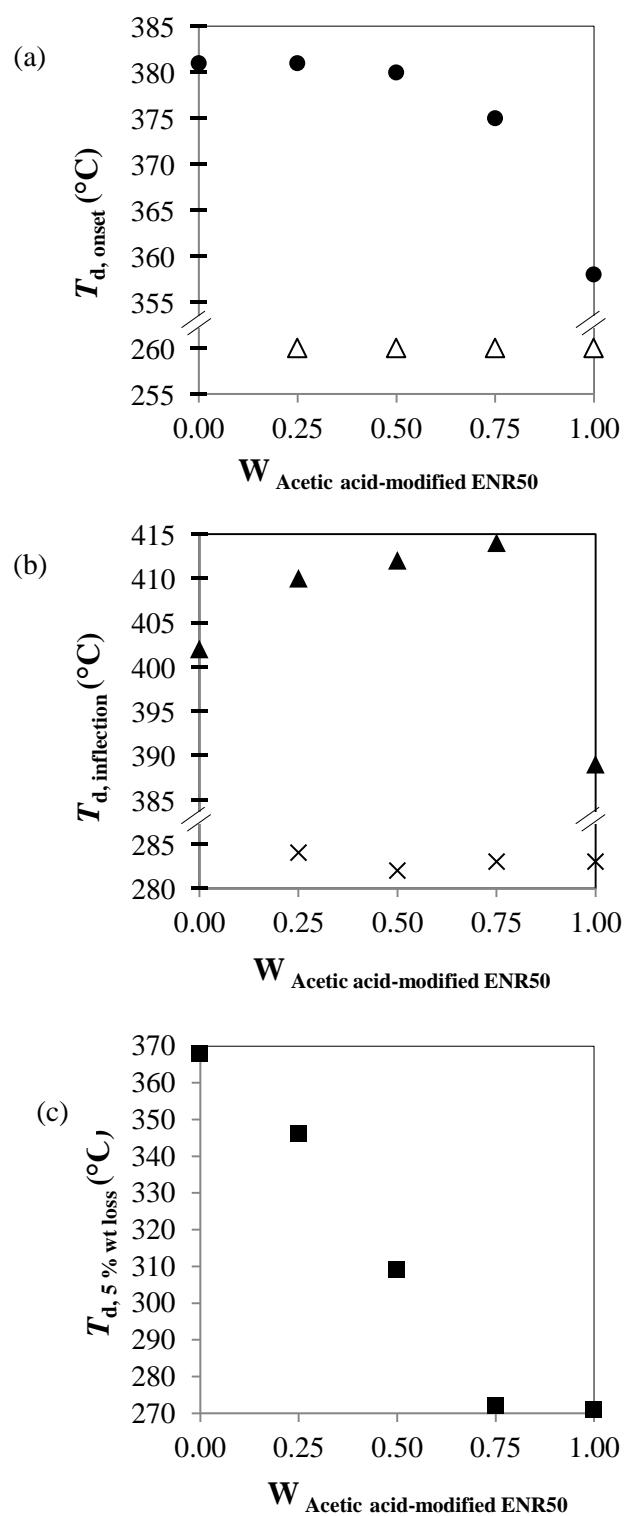 (a)
T d, onset (°C)
385
380
375
370
365
360
355
260
255
0.00 0.25 0.50 0.75 1.00
W Acetic acid-modified ENR50
(b)
T d, inflection (°C)
415
410
405
400
395
390
385
285
280
0.00 0.25 0.50 0.75 1.00
W Acetic acid-modified ENR50
(c)
T d, 5 % wt loss (°C)
370
360
350
340
330
320
310
300
290
280
270
0.00 0.25 0.50 0.75 1.00
W Acetic acid-modified ENR50